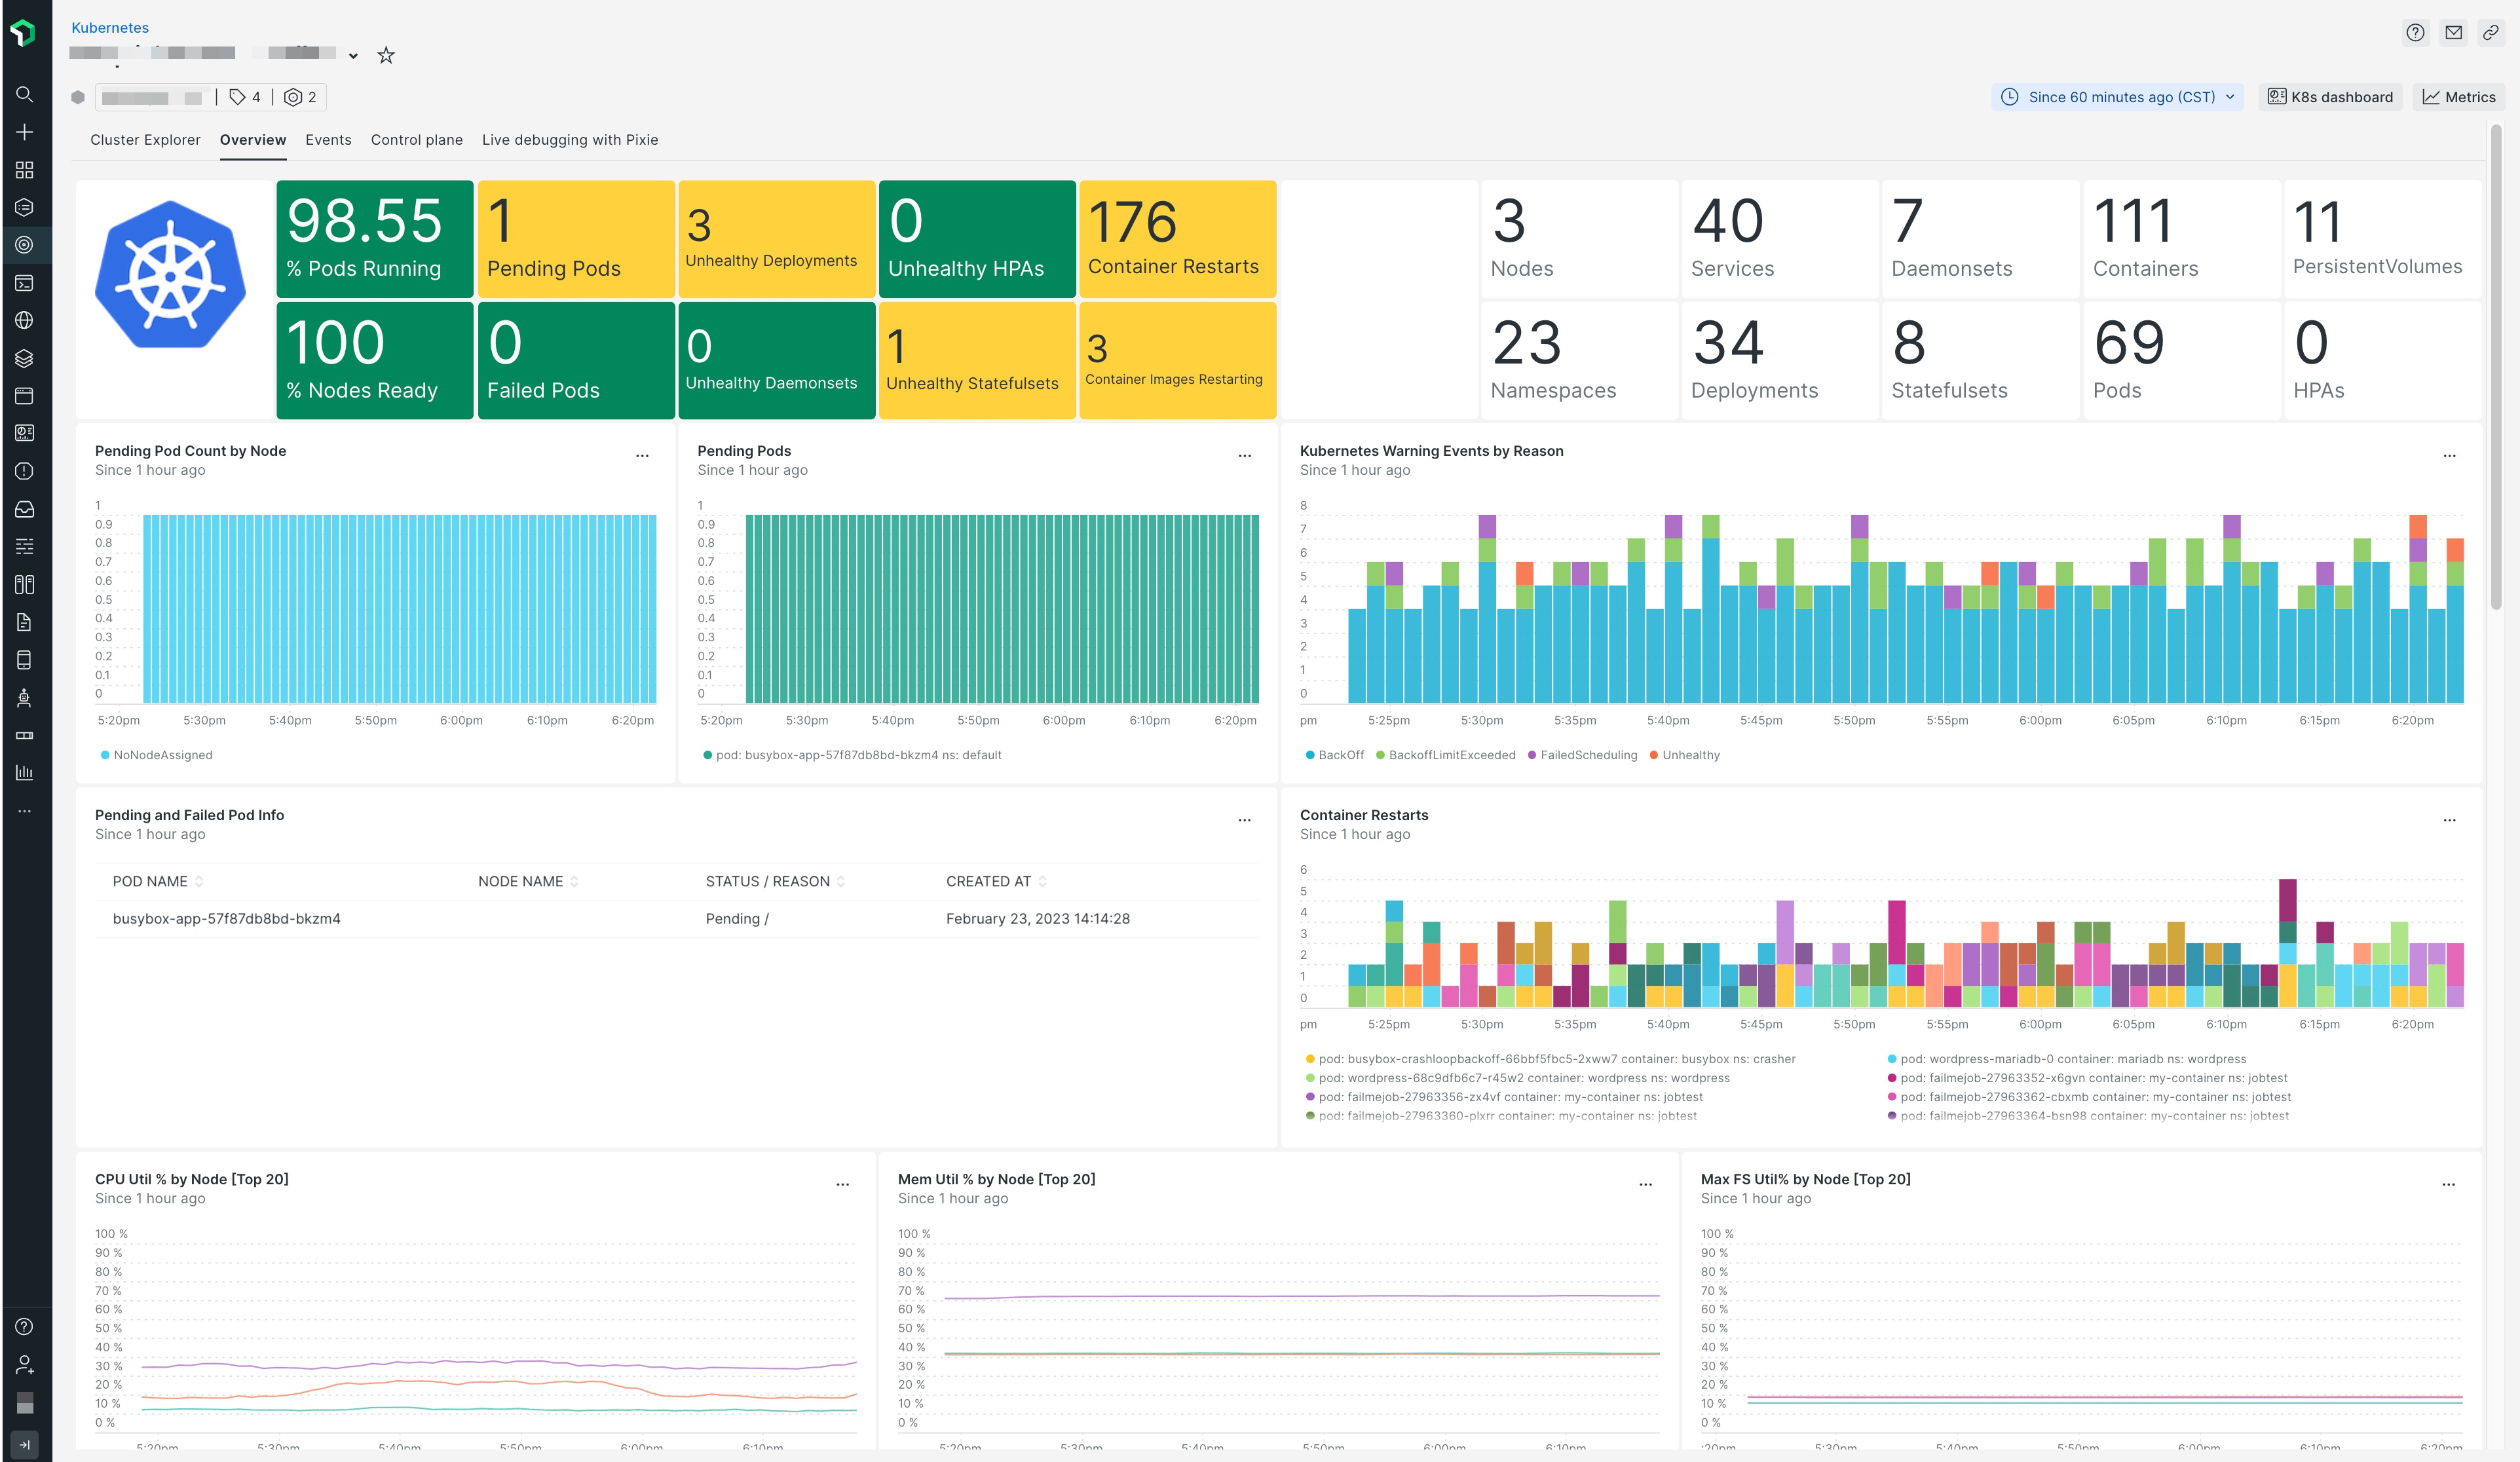 Kubernetes
4
2
Since 60 minutes ago (CST)
K8s dashboard
Metrics
Cluster Explorer
Overview
Events
Control plane
Live debugging with Pixie
98.55
% Pods Running
1
Pending Pods
3
Unhealthy Deployments
0
Unhealthy HPAs
176
Container Restarts
3
Nodes
40
Services
7
Daemonsets
111
Containers
11
PersistentVolumes
100
% Nodes Ready
0
Failed Pods
0
Unhealthy Daemonsets
1
Unhealthy Statefulsets
3
Container Images Restarting
23
Namespaces
34
Deployments
8
Statefulsets
69
Pods
0
HPAs
Pending Pod Count by Node
Since 1 hour ago
1
0.9
0.8
0.7
0.6
0.5
0.4
0.3
0.2
0.1
0
5:20pm 5:30pm 5:40pm 5:50pm 6:00pm 6:10pm 6:20pm
NoNodeAssigned
Pending Pods
Since 1 hour ago
1
0.9
0.8
0.7
0.6
0.5
0.4
0.3
0.2
0.1
0
5:20pm 5:30pm 5:40pm 5:50pm 6:00pm 6:10pm 6:20pm
pod: busybox-app-57f87db8bd-bkzm4 ns: default
Kubernetes Warning Events by Reason
Since 1 hour ago
8
7
6
5
4
3
2
1
0
pm 5:25pm 5:30pm 5:35pm 5:40pm 5:45pm 5:50pm 5:55pm 6:00pm 6:05pm 6:10pm 6:15pm 6:20pm
BackOff BackoffLimitExceeded FailedScheduling Unhealthy
Pending and Failed Pod Info
Since 1 hour ago
POD NAME NODE NAME STATUS / REASON CREATED AT
busybox-app-57f87db8bd-bkzm4 Pending / February 23, 2023 14:14:28
Container Restarts
Since 1 hour ago
6
5
4
3
2
1
0
pm 5:25pm 5:30pm 5:35pm 5:40pm 5:45pm 5:50pm 5:55pm 6:00pm 6:05pm 6:10pm 6:15pm 6:20pm
pod: busybox-crashloopbackoff-66bbf5fbc5-2xww7 container: busybox ns: crasher
pod: wordpress-mariadb-0 container: mariadb ns: wordpress
pod: wordpress-68c9dfb6c7-r45w2 container: wordpress ns: wordpress
pod: failmejob-27963352-x6gvn container: my-container ns: jobtest
pod: failmejob-27963356-zx4vf container: my-container ns: jobtest
pod: failmejob-27963362-cbxmb container: my-container ns: jobtest
pod: failmejob-27963360-plxrr container: my-container ns: jobtest
pod: failmejob-27963364-bsn98 container: my-container ns: jobtest
CPU Util % by Node [Top 20]
Since 1 hour ago
100 %
90 %
80 %
70 %
60 %
50 %
40 %
30 %
20 %
10 %
0 %
5:20pm 5:30pm 5:40pm 5:50pm 6:00pm 6:10pm
Mem Util % by Node [Top 20]
Since 1 hour ago
100 %
90 %
80 %
70 %
60 %
50 %
40 %
30 %
20 %
10 %
0 %
5:20pm 5:30pm 5:40pm 5:50pm 6:00pm 6:10pm
Max FS Util% by Node [Top 20]
Since 1 hour ago
100 %
90 %
80 %
70 %
60 %
50 %
40 %
30 %
20 %
10 %
0 %
:20pm 5:30pm 5:40pm 5:50pm 6:00pm 6:10pm 6:20pm